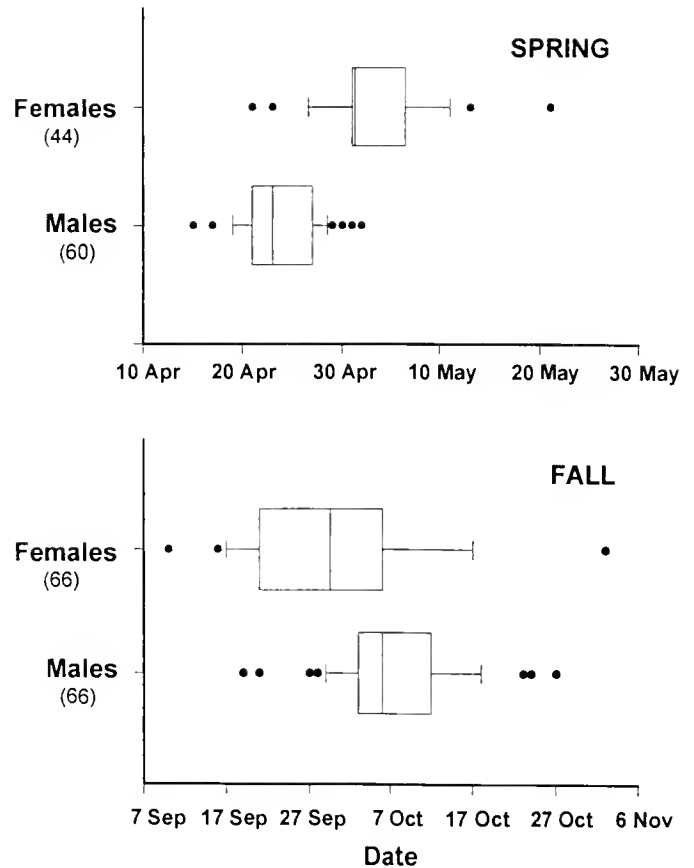 SPRING
Females
(44)
Males
(60)
10 Apr 20 Apr 30 Apr 10 May 20 May 30 May
FALL
Females
(66)
Males
(66)
7 Sep 17 Sep 27 Sep 7 Oct 17 Oct 27 Oct 6 Nov
Date